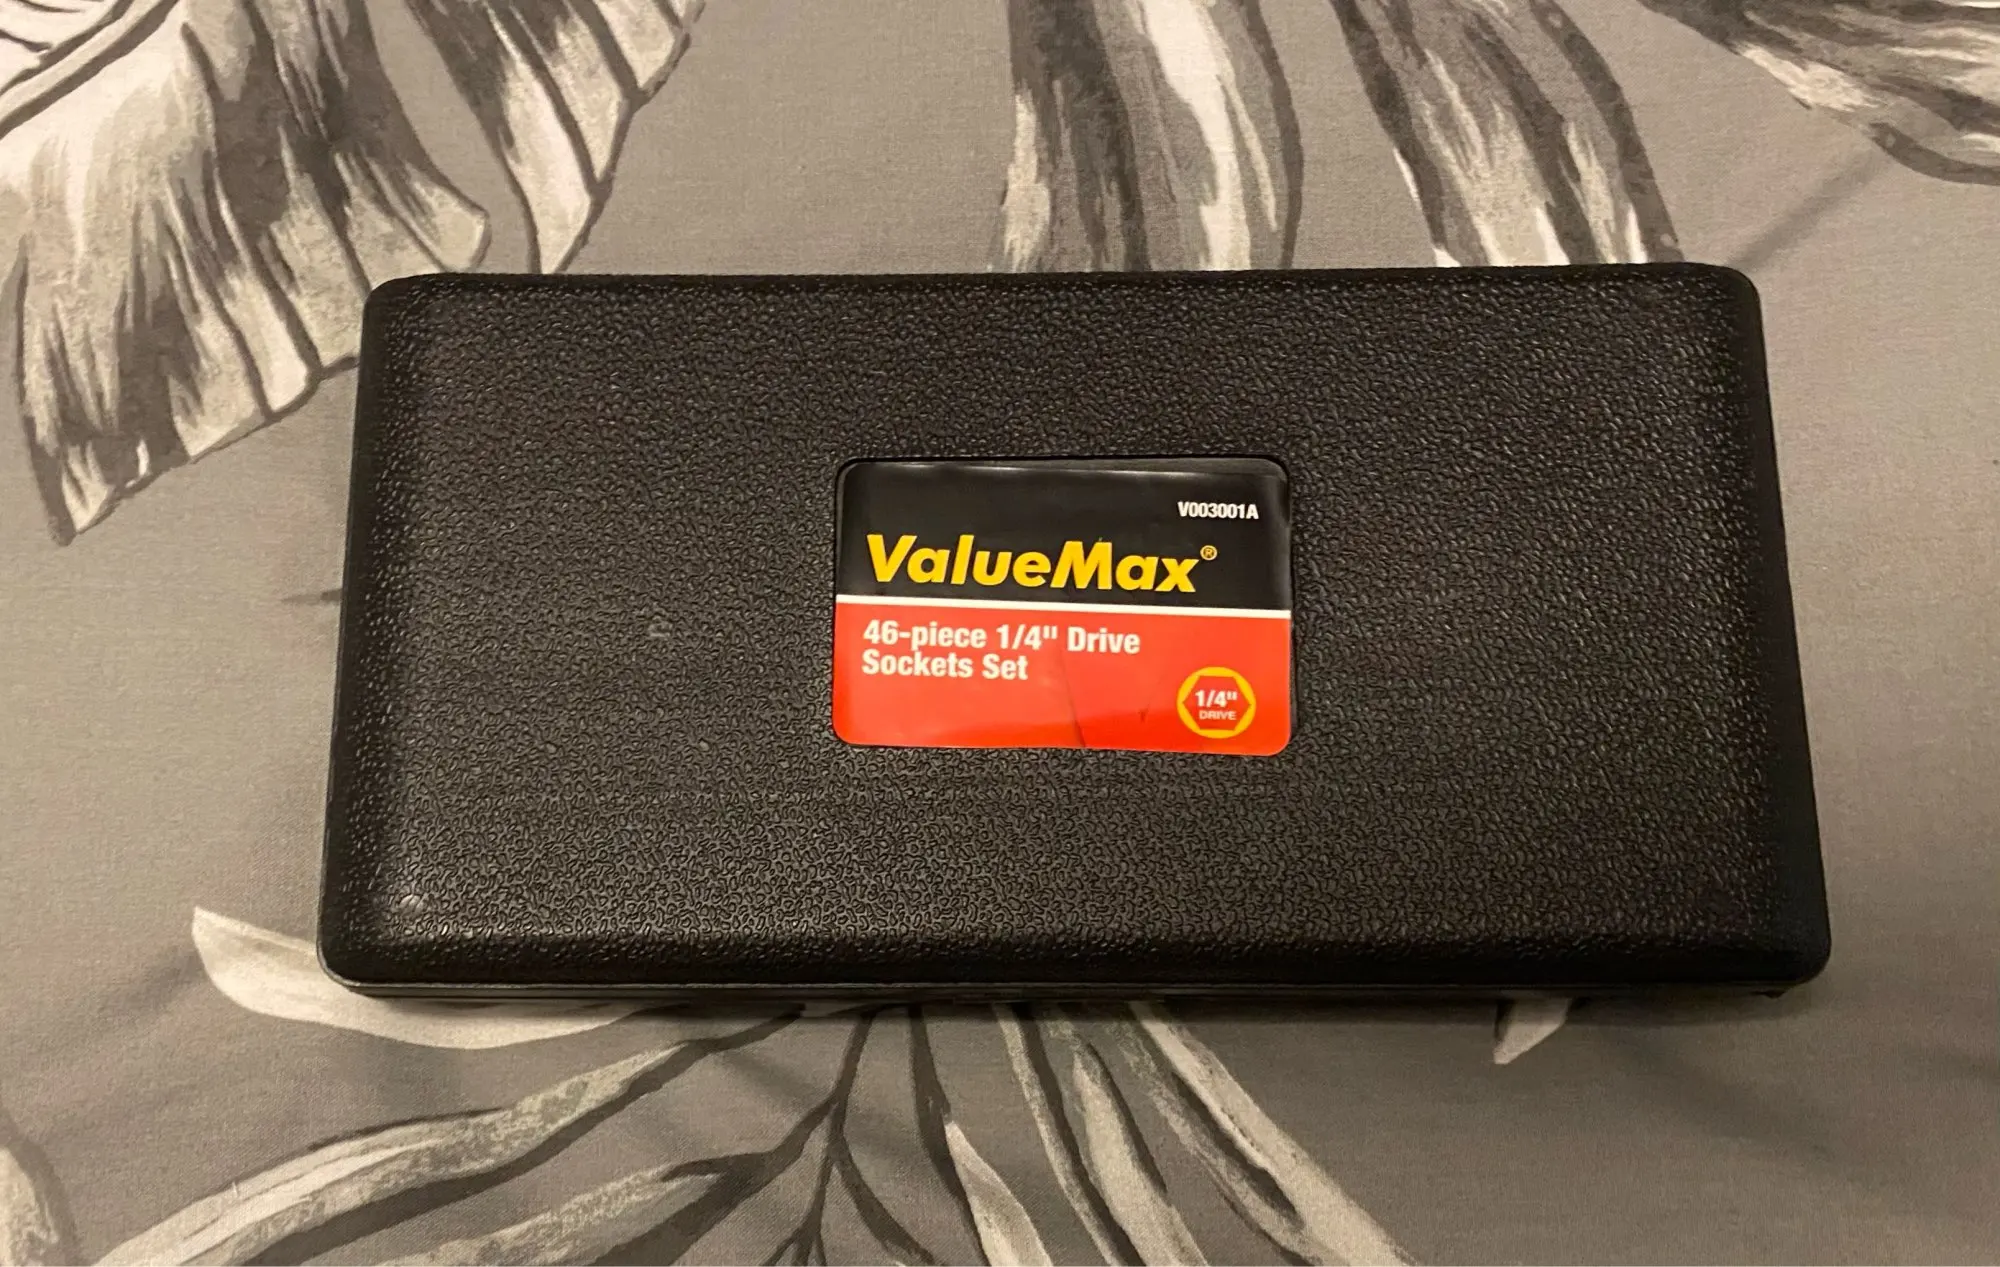 V003001A
ValueMax®
46-piece 1/4" Drive
Sockets Set
1/4"
DRIVE